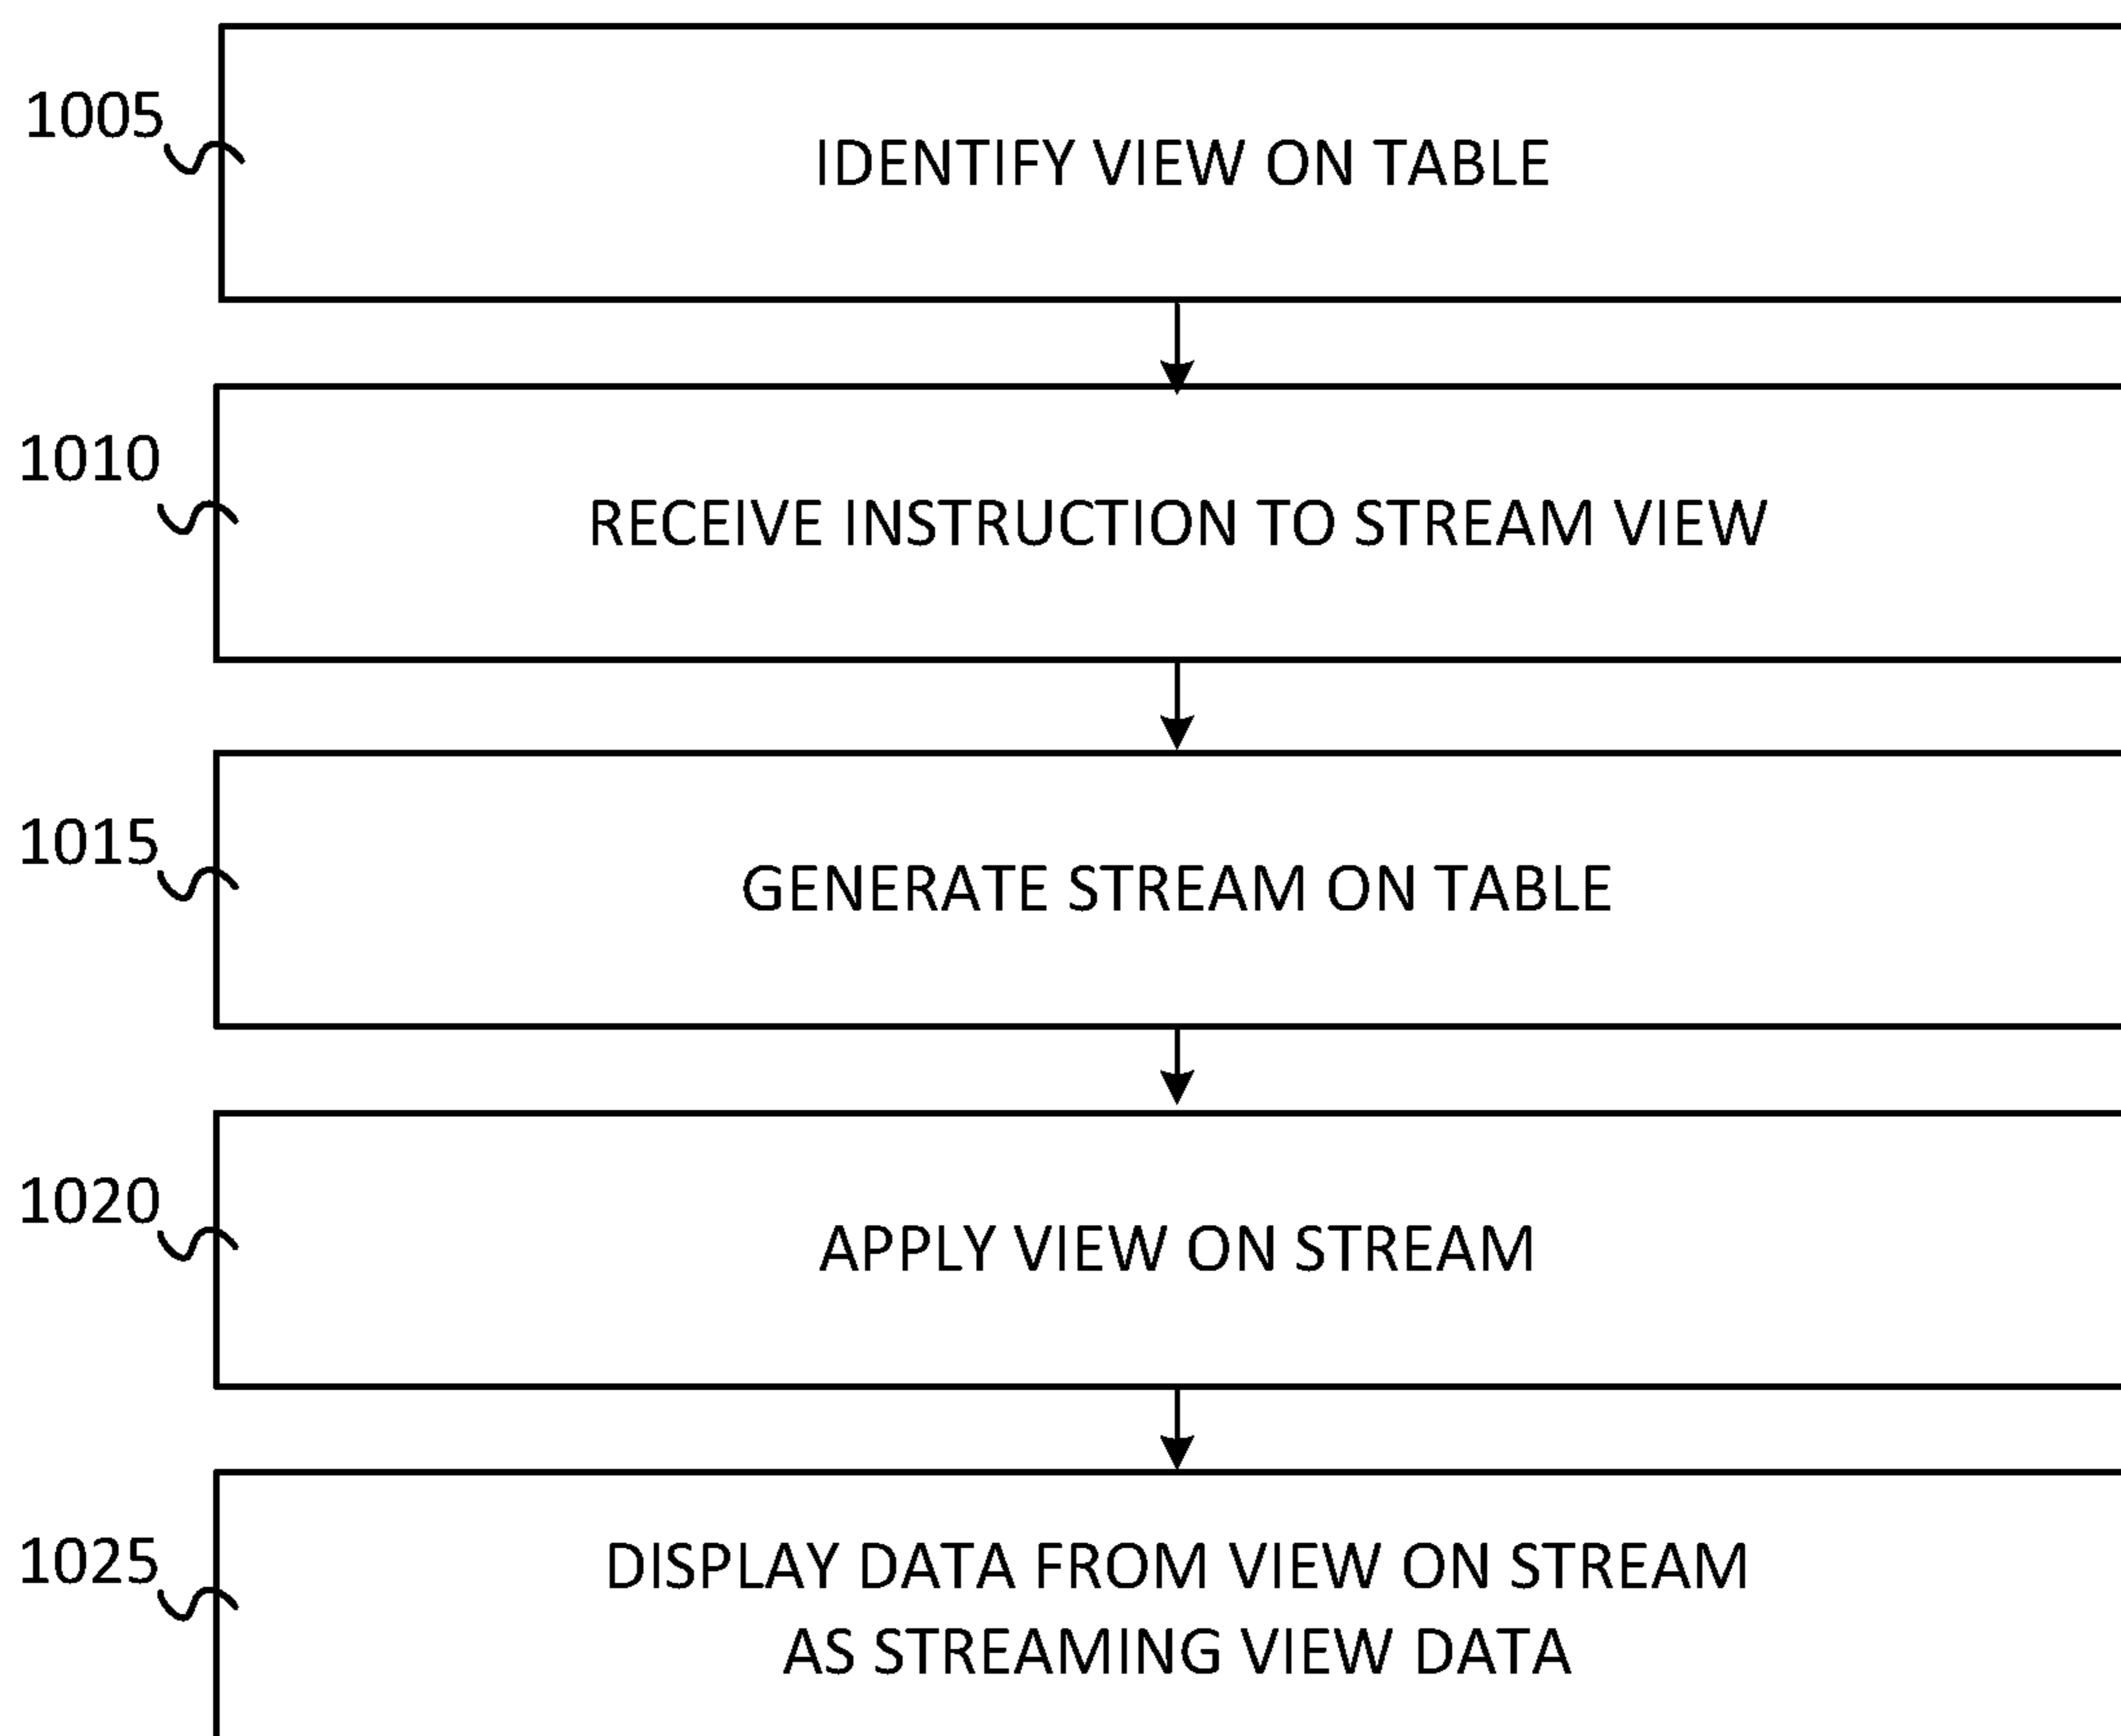 1005
IDENTIFY VIEW ON TABLE
1010
RECEIVE INSTRUCTION TO STREAM VIEW
1015
GENERATE STREAM ON TABLE
1020
APPLY VIEW ON STREAM
1025
DISPLAY DATA FROM VIEW ON STREAM
AS STREAMING VIEW DATA